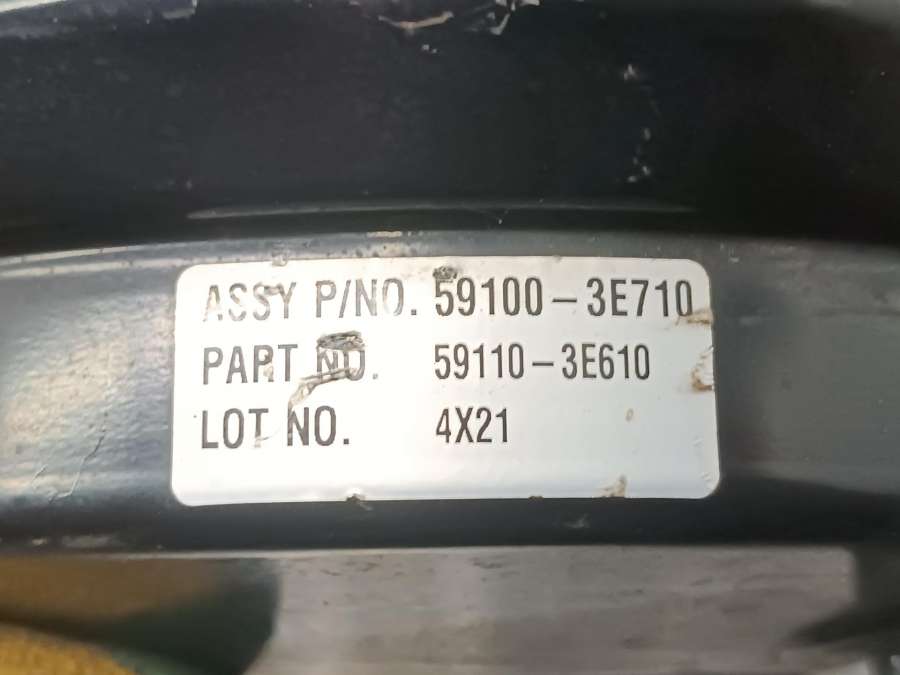 ASSY P/NO. 59100-3E710
PART NO. 59110-3E610
LOT NO. 4X21